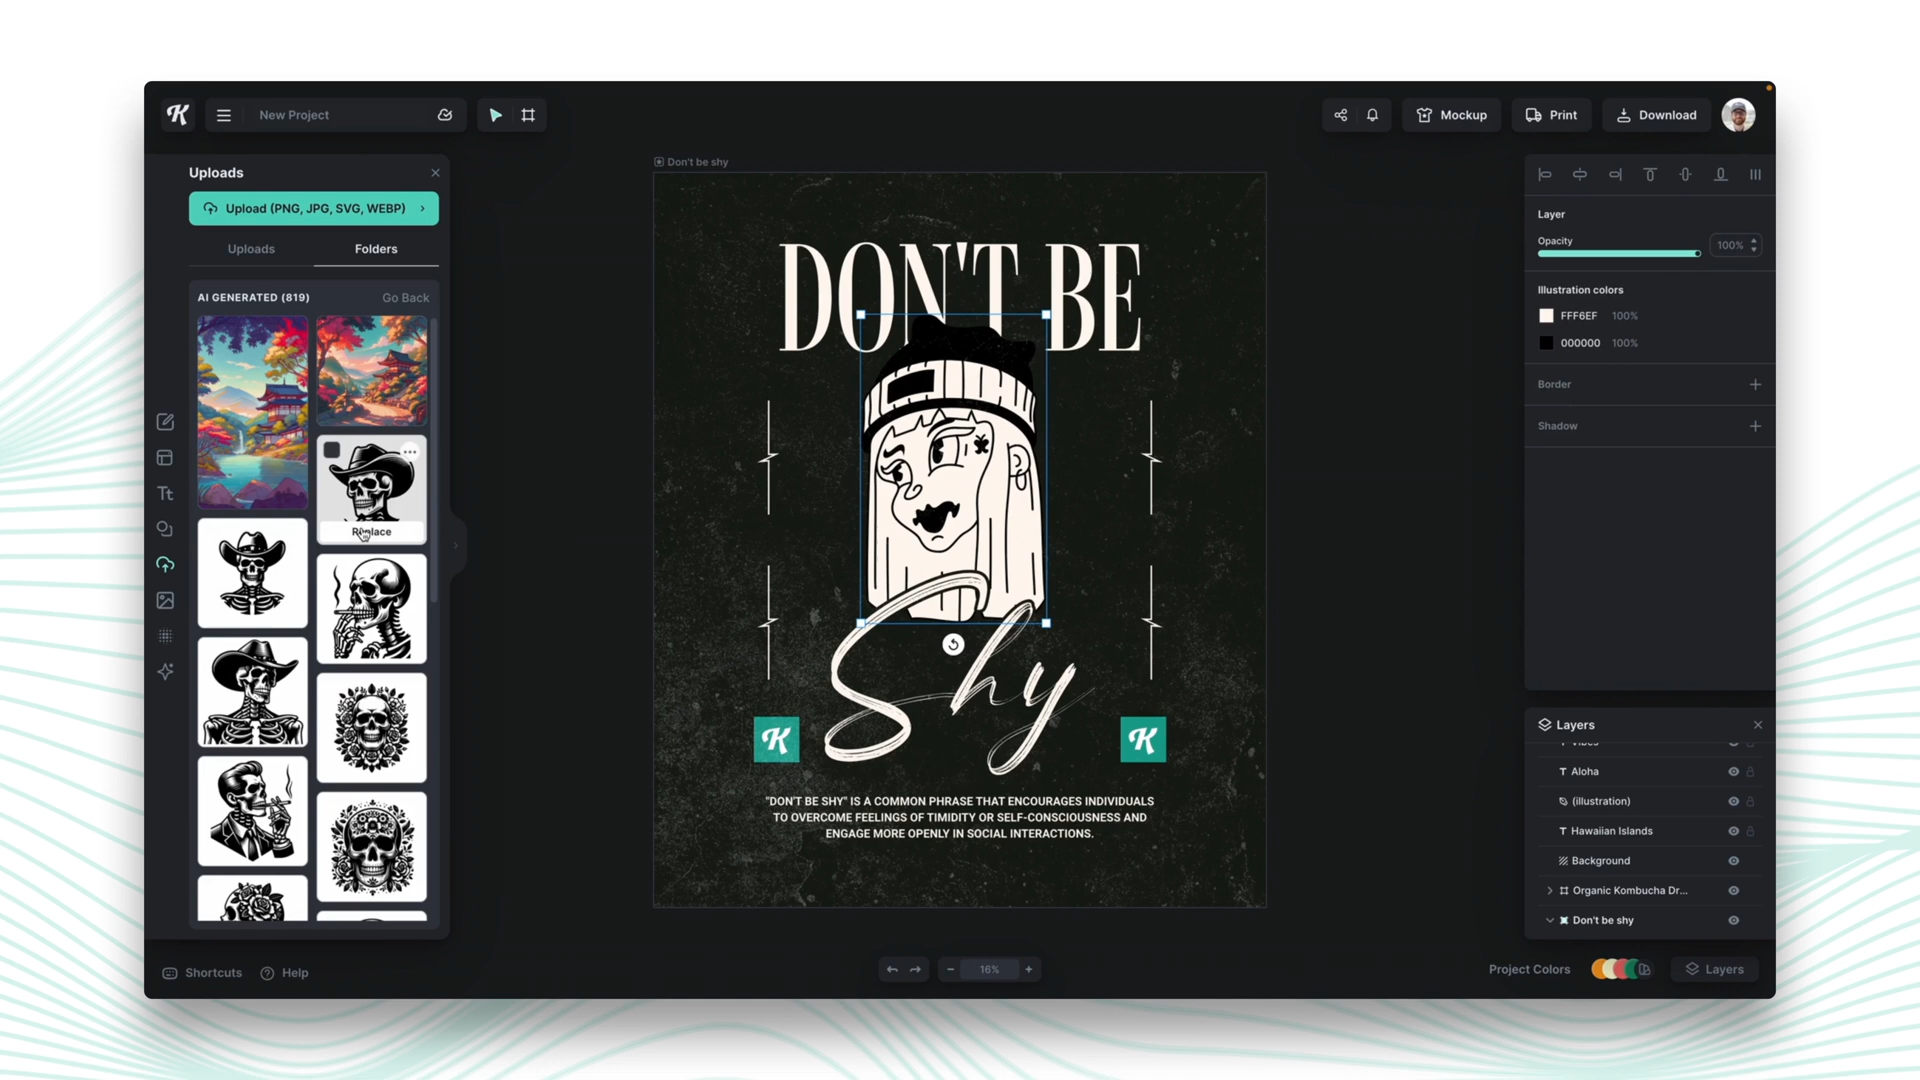 K
New Project
Mockup
Print
Download
Uploads
Upload (PNG, JPG, SVG, WEBP)
Uploads
Folders
AI GENERATED (819)
Go Back
Replace
Tt
Don't be shy
DON'T BE
Shy
K
K
"DON'T BE SHY" IS A COMMON PHRASE THAT ENCOURAGES INDIVIDUALS
TO OVERCOME FEELINGS OF TIMIDITY OR SELF-CONSCIOUSNESS AND
ENGAGE MORE OPENLY IN SOCIAL INTERACTIONS.
Layer
Opacity
100%
Illustration colors
FFF6EF 100%
000000 100%
Border
Shadow
Layers
Vibes
T Aloha
(illustration)
T Hawaiian Islands
Background
Organic Kombucha Dr...
Don't be shy
Shortcuts
Help
16%
Project Colors
Layers